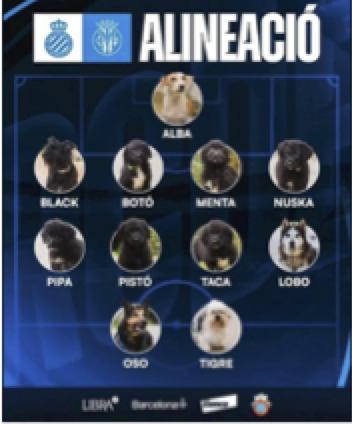 ALINEACIÓ
ALBA
BLACK BOTÓ MENTA NUSKA
PIPA PISTÓ TACA LOBO
OSO TIGRE
LIBRA Barcelona